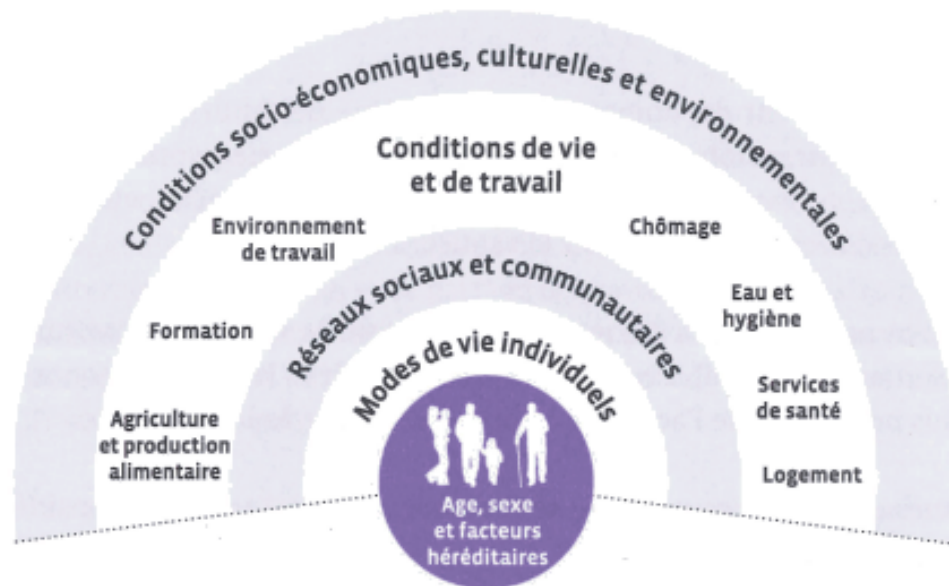 Conditions socio-économiques, culturelles et environnementales
Conditions de vie
et de travail
Environnement
de travail
Chômage
Formation
Eau et
hygiène
Agriculture
et production
alimentaire
Services
de santé
Logement
Réseaux sociaux et communautaires
Modes de vie individuels
Age, sexe
et facteurs
héréditaires